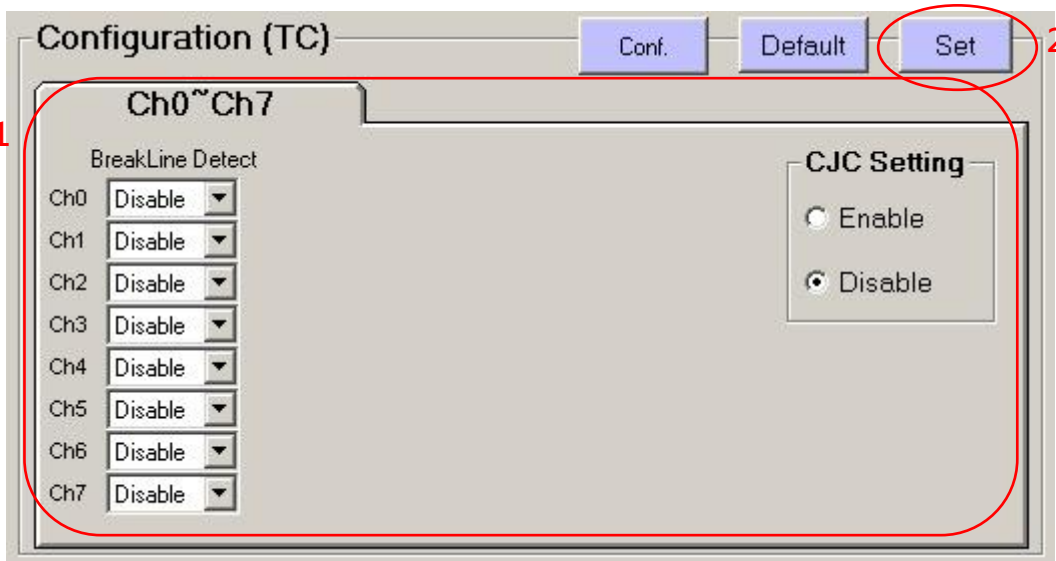 Configuration (TC) Conf. Default Set 2
1
Ch0~Ch7
BreakLine Detect
Ch0 Disable
Ch1 Disable
Ch2 Disable
Ch3 Disable
Ch4 Disable
Ch5 Disable
Ch6 Disable
Ch7 Disable
CJC Setting
Enable
Disable